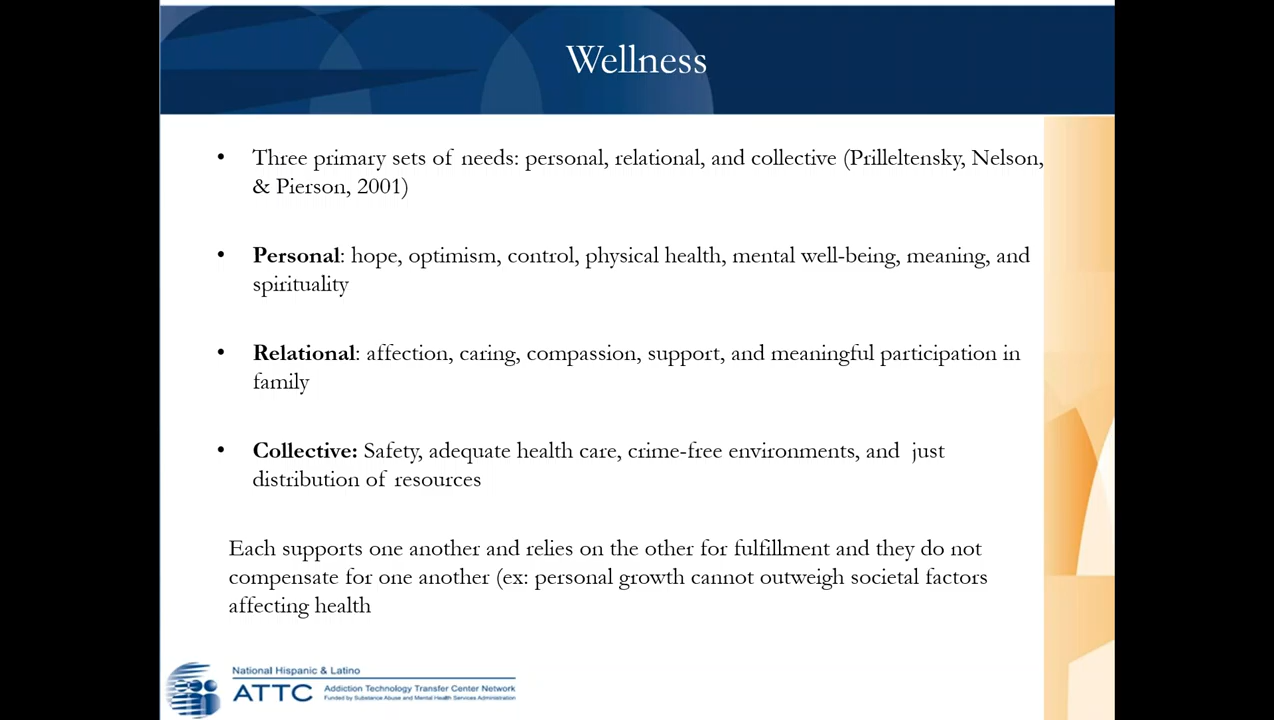 Wellness
• Three primary sets of needs: personal, relational, and collective (Prilleltensky, Nelson,
& Pierson, 2001)
• Personal: hope, optimism, control, physical health, mental well-being, meaning, and
spirituality
• Relational: affection, caring, compassion, support, and meaningful participation in
family
• Collective: Safety, adequate health care, crime-free environments, and just
distribution of resources
Each supports one another and relies on the other for fulfillment and they do not
compensate for one another (ex: personal growth cannot outweigh societal factors
affecting health
National Hispanic & Latino
ATTC Addiction Technology Transfer Center Network
Funded by Substance Abuse and Mental Health Services Administration